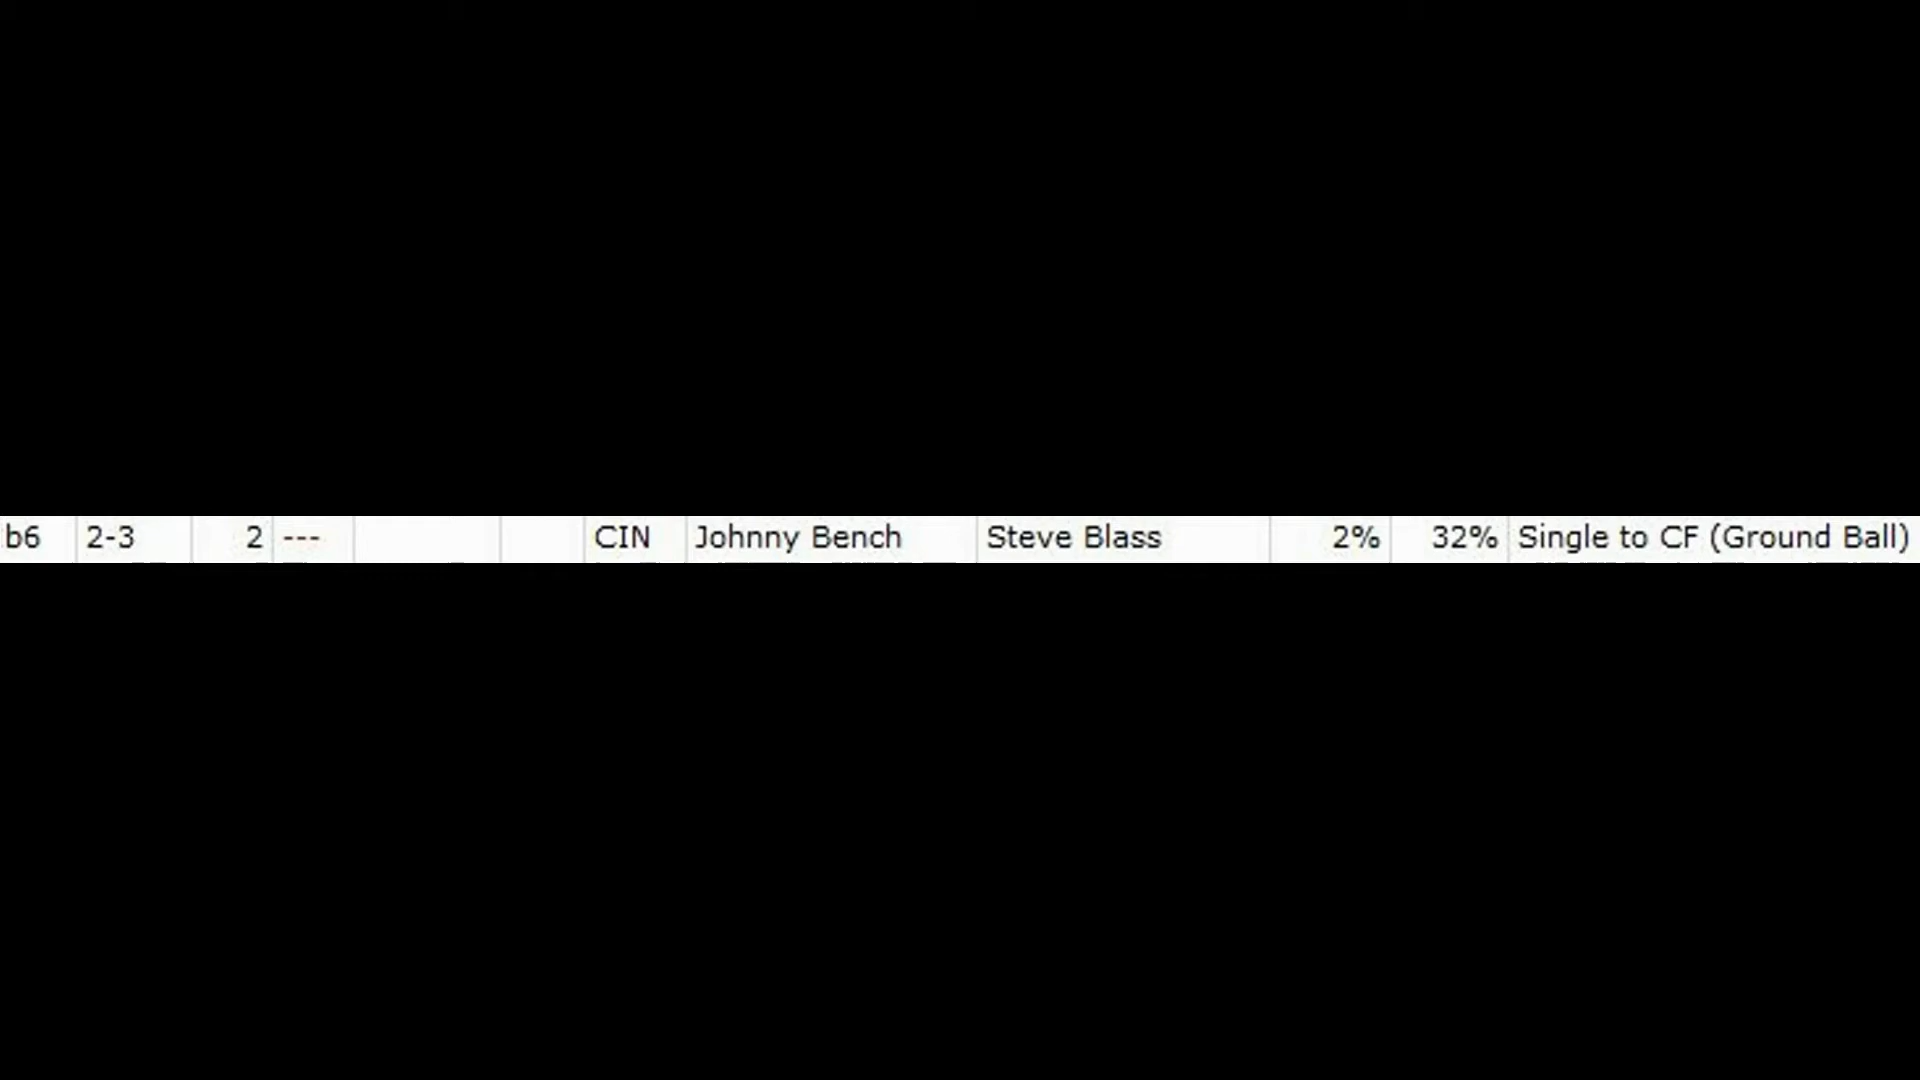 b6 2-3 2 --- CIN Johnny Bench Steve Blass 2% 32% Single to CF (Ground Ball)